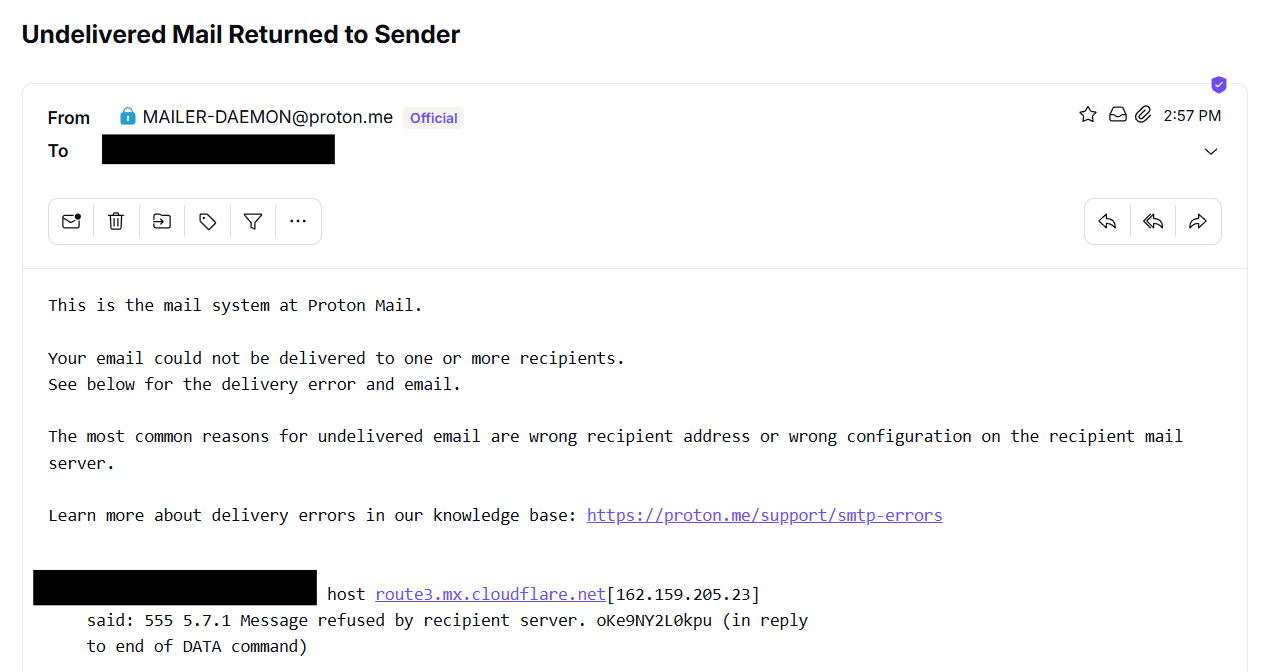 Undelivered Mail Returned to Sender
From MAILER-DAEMON@proton.me Official
2:57 PM
To
This is the mail system at Proton Mail.
Your email could not be delivered to one or more recipients.
See below for the delivery error and email.
The most common reasons for undelivered email are wrong recipient address or wrong configuration on the recipient mail
server.
Learn more about delivery errors in our knowledge base: https://proton.me/support/smtp-errors
host route3.mx.cloudflare.net[162.159.205.23]
said: 555 5.7.1 Message refused by recipient server. oKe9NY2L0kpu (in reply
to end of DATA command)